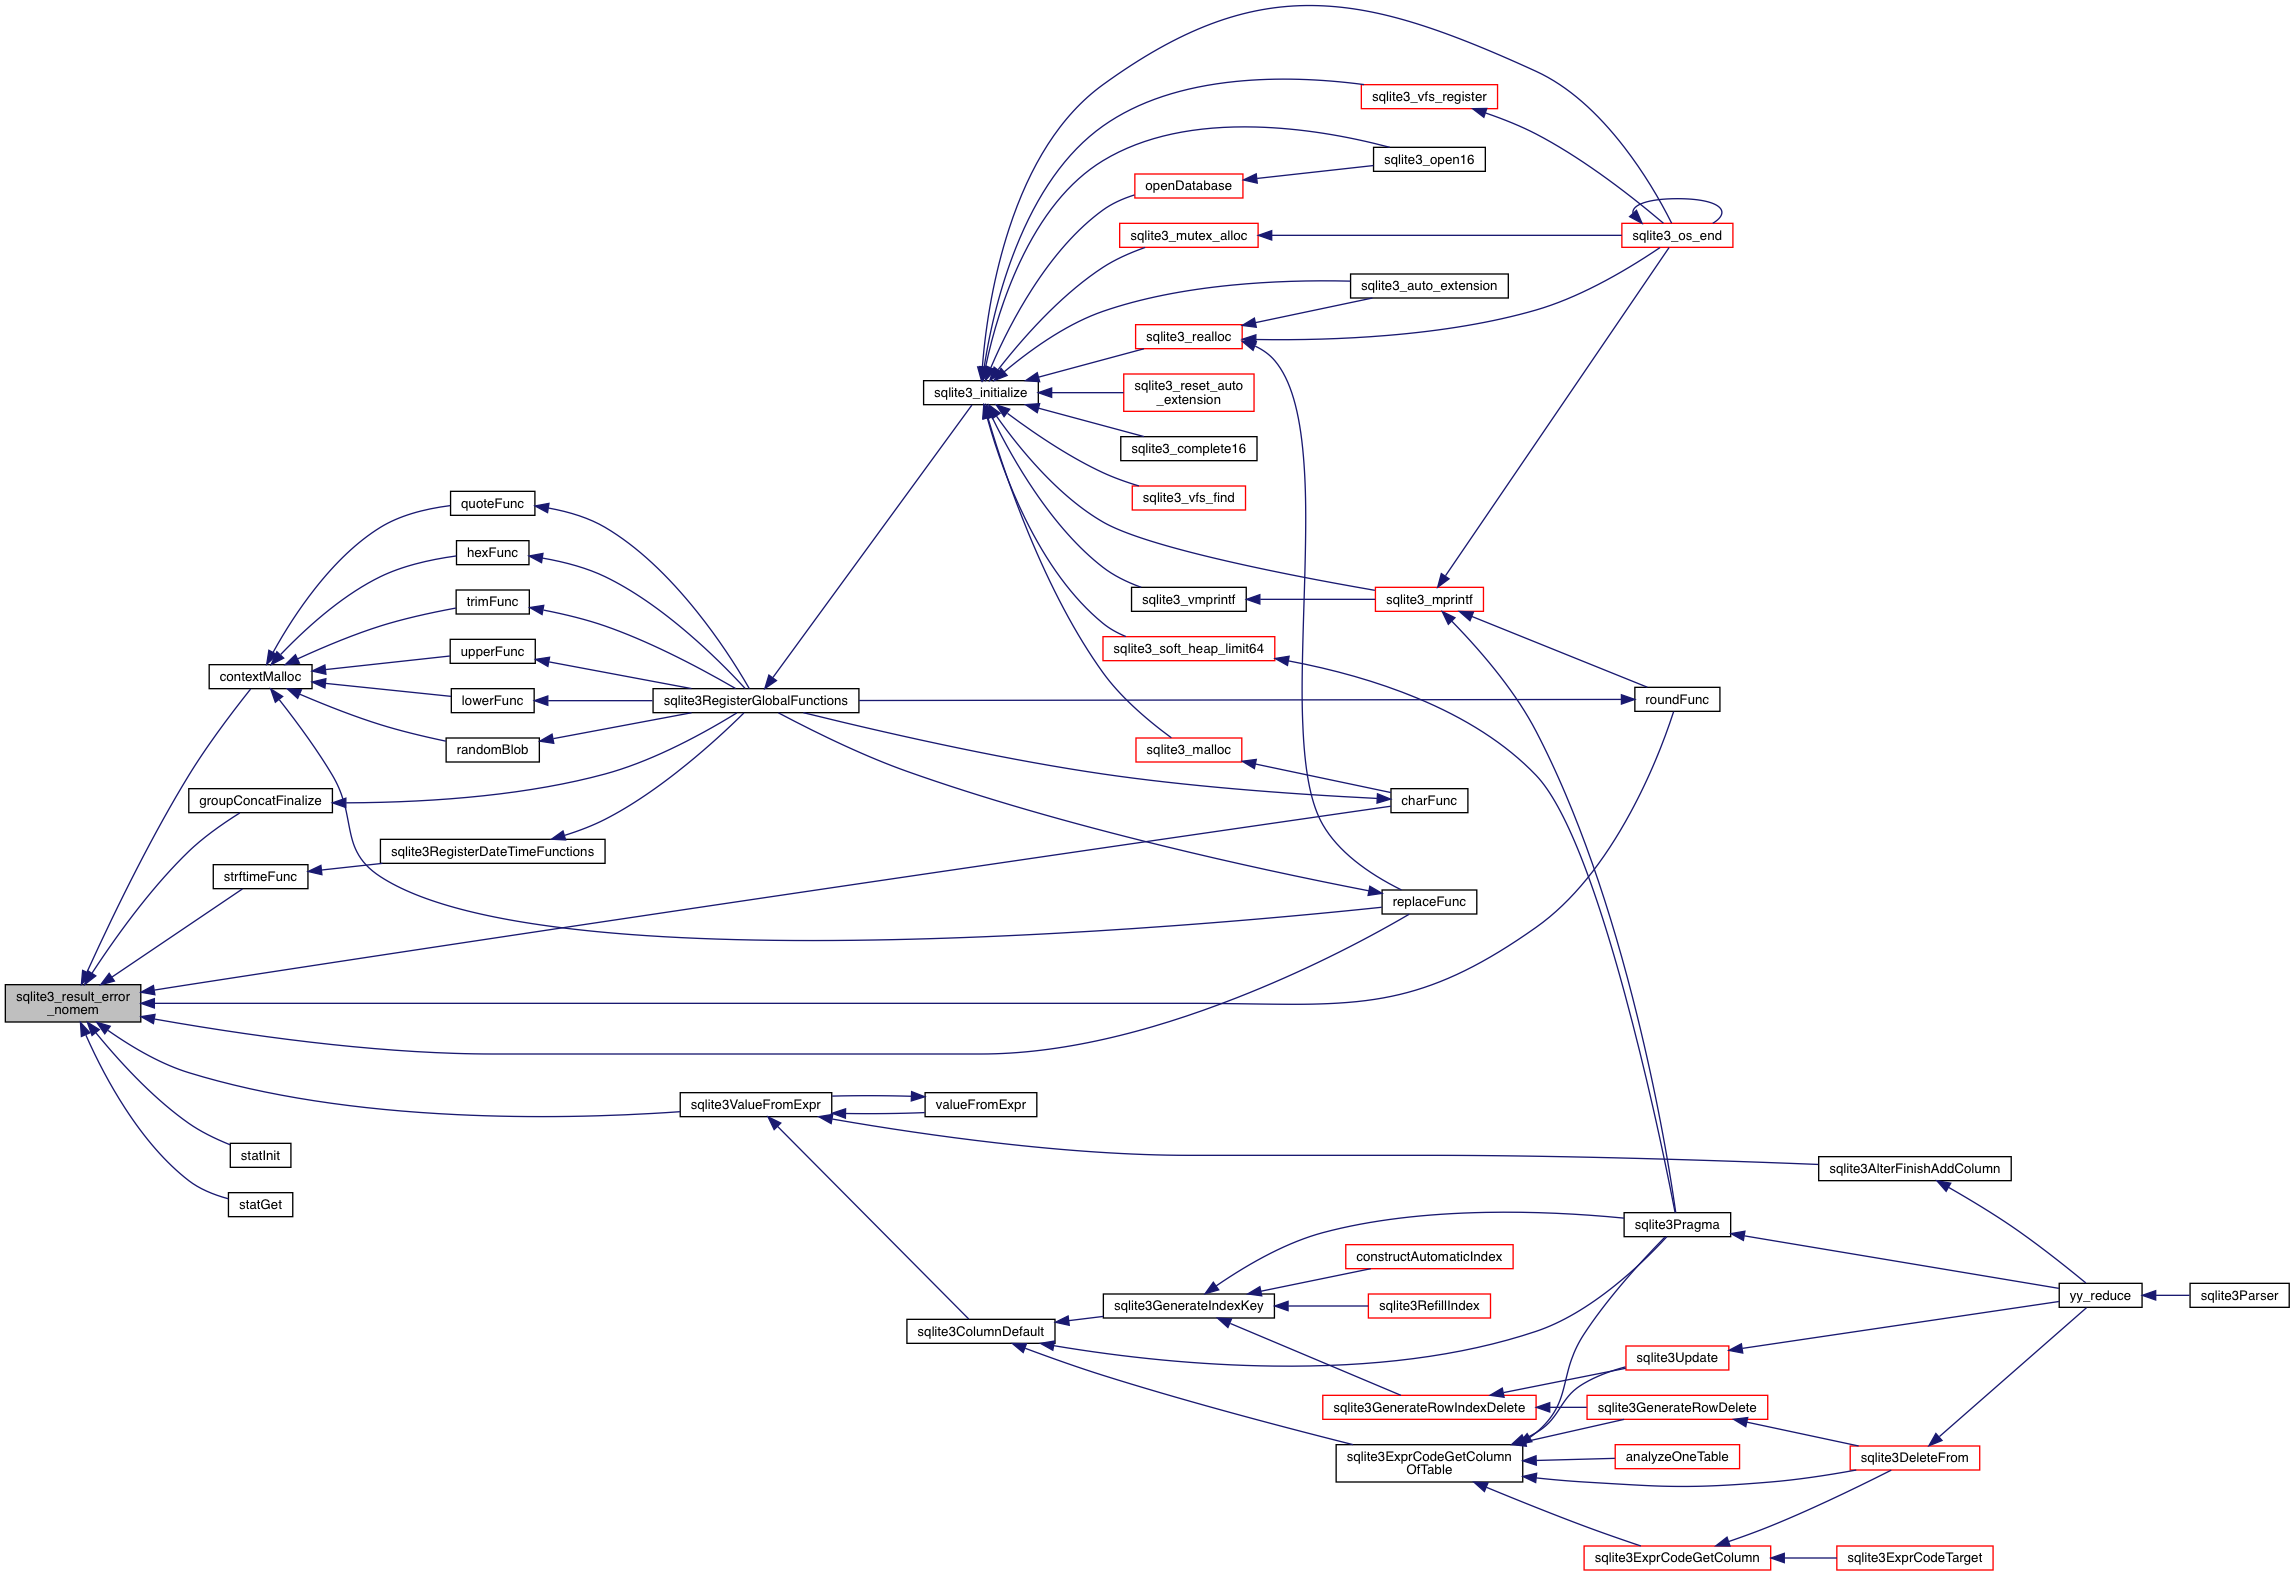 sqlite3_vfs_register
sqlite3_open16
openDatabase
sqlite3_mutex_alloc
sqlite3_os_end
sqlite3_auto_extension
sqlite3_realloc
sqlite3_initialize
sqlite3_reset_auto
_extension
sqlite3_complete16
sqlite3_vfs_find
quoteFunc
hexFunc
trimFunc
sqlite3_vmprintf
sqlite3_mprintf
upperFunc
sqlite3_soft_heap_limit64
contextMalloc
lowerFunc
sqlite3RegisterGlobalFunctions
roundFunc
randomBlob
sqlite3_malloc
groupConcatFinalize
charFunc
sqlite3RegisterDateTimeFunctions
strftimeFunc
replaceFunc
sqlite3_result_error
_nomem
sqlite3ValueFromExpr
valueFromExpr
statInit
sqlite3AlterFinishAddColumn
statGet
sqlite3Pragma
constructAutomaticIndex
sqlite3GenerateIndexKey
sqlite3RefillIndex
yy_reduce
sqlite3Parser
sqlite3ColumnDefault
sqlite3Update
sqlite3GenerateRowIndexDelete
sqlite3GenerateRowDelete
sqlite3ExprCodeGetColumn
OfTable
analyzeOneTable
sqlite3DeleteFrom
sqlite3ExprCodeGetColumn
sqlite3ExprCodeTarget